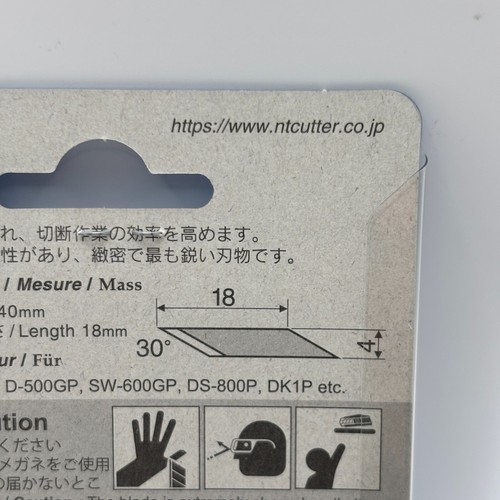 https://www.ntcutter.co.jp
れ、切断作業の効率を高めます。
性があり、緻密で最も鋭い刃物です。
/ Mesure / Mass
40mm
/ Length 18mm
18
30°
4
ur / Für
D-500GP, SW-600GP, DS-800P, DK1P etc.
ution
ください
メガネをご使用
の届かないとこ